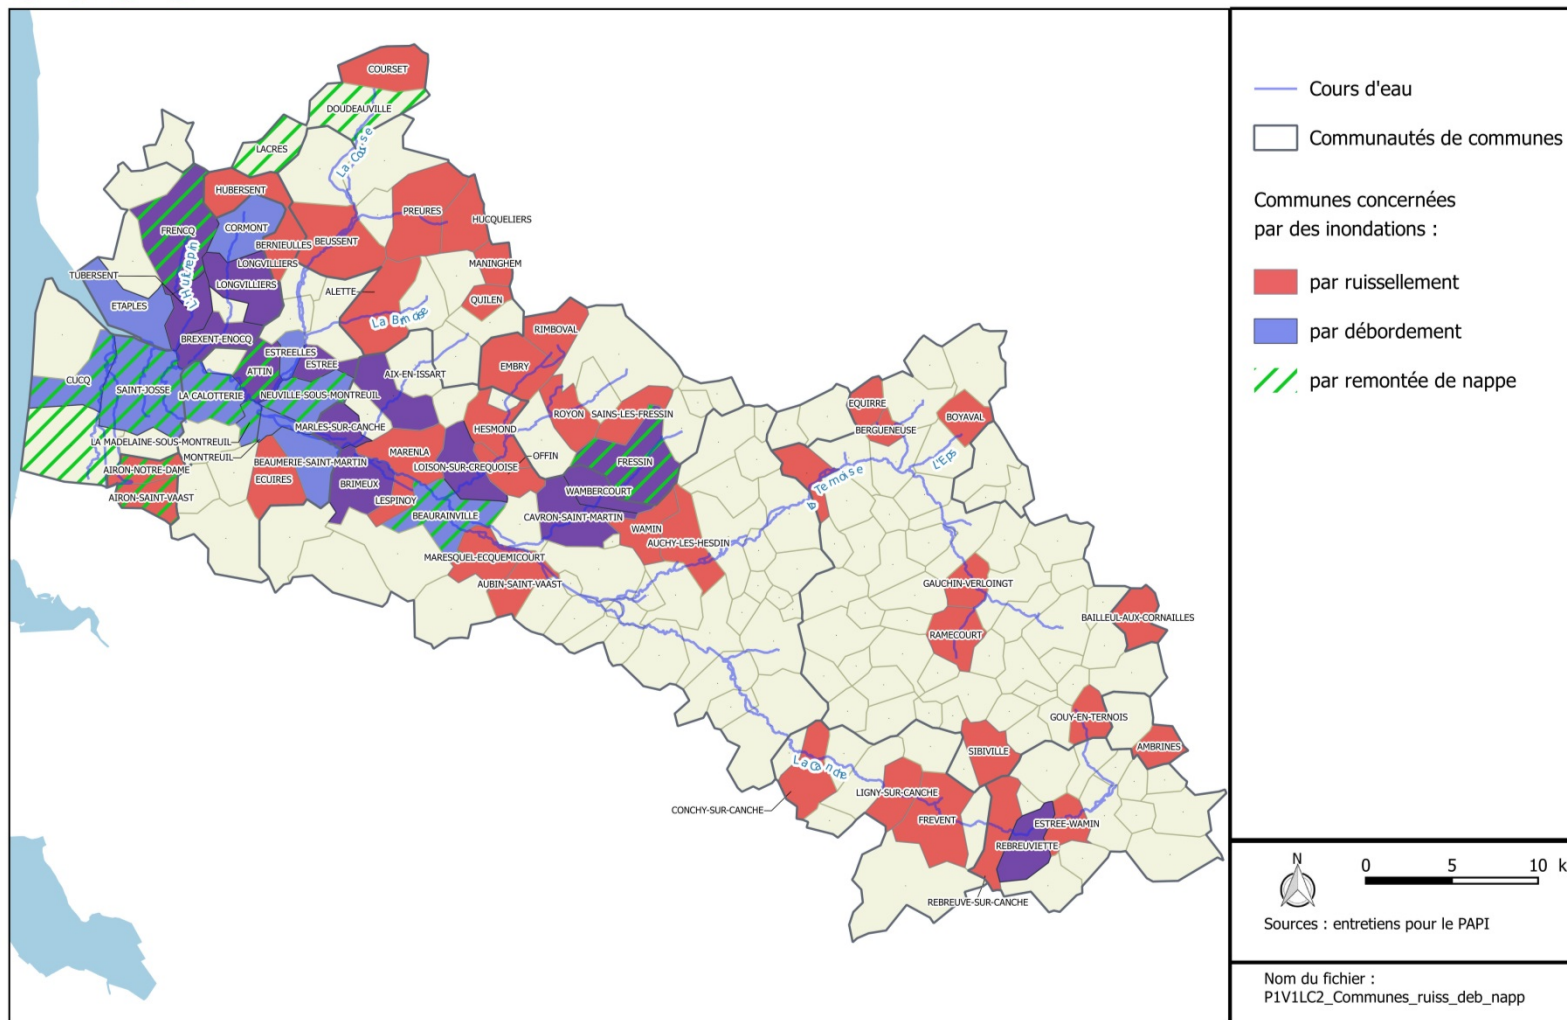 COURSET
DOUDEAUVILLE
La Course
LACRES
HUBERSENT
PREURES
HUCQUELIERS
CORMONT
FRENCQ
BERNIEULLES
BEUSSENT
LONGVILLIERS
MANINGHEM
TUBERSENT
LONGVILLIERS
ALETTE
QUILEN
ETAPLES
RIMBOVAL
BREXENT-ENOCQ
ESTREELLES
ESTREE
EMBRY
CUCQ
ATTIN
AIX-EN-ISSART
SAINT-JOSSE
LA CALOTTERIE
NEUVILLE-SOUS-MONTREUIL
EQUIRRE
ROYON
SAINS-LES-FRESSIN
BOYAVAL
MARLES-SUR-CANCHE
HESMOND
BERGUENEUSE
LA MADELAINE-SOUS-MONTREUIL
MONTREUIL
MARENLA
OFFIN
L'Eps
BEAUMERIE-SAINT-MARTIN
LOISON-SUR-CREQUOISE
FRESSIN
AIRON-NOTRE-DAME
ECUIRES
BRIMEUX
Ternoise
AIRON-SAINT-VAAST
LESPINOY
WAMBERCOURT
BEAURAINVILLE
CAVRON-SAINT-MARTIN
WAMIN
AUCHY-LES-HESDIN
MARESQUEL-ECQUEMICOURT
AUBIN-SAINT-VAAST
GAUCHIN-VERLOINGT
BAILLEUL-AUX-CORNAILLES
RAMECOURT
GOUY-EN-TERNOIS
AMBRINES
SIBIVILLE
La Canche
LIGNY-SUR-CANCHE
CONCHY-SUR-CANCHE
FREVENT
ESTREE-WAMIN
REBREUVIETTE
REBREUVE-SUR-CANCHE
Cours d'eau
Communautés de communes
Communes concernées
par des inondations :
par ruissellement
par débordement
par remontée de nappe
N
0 5 10 k
Sources : entretiens pour le PAPI
Nom du fichier :
P1V1LC2_Communes_ruiss_deb_napp